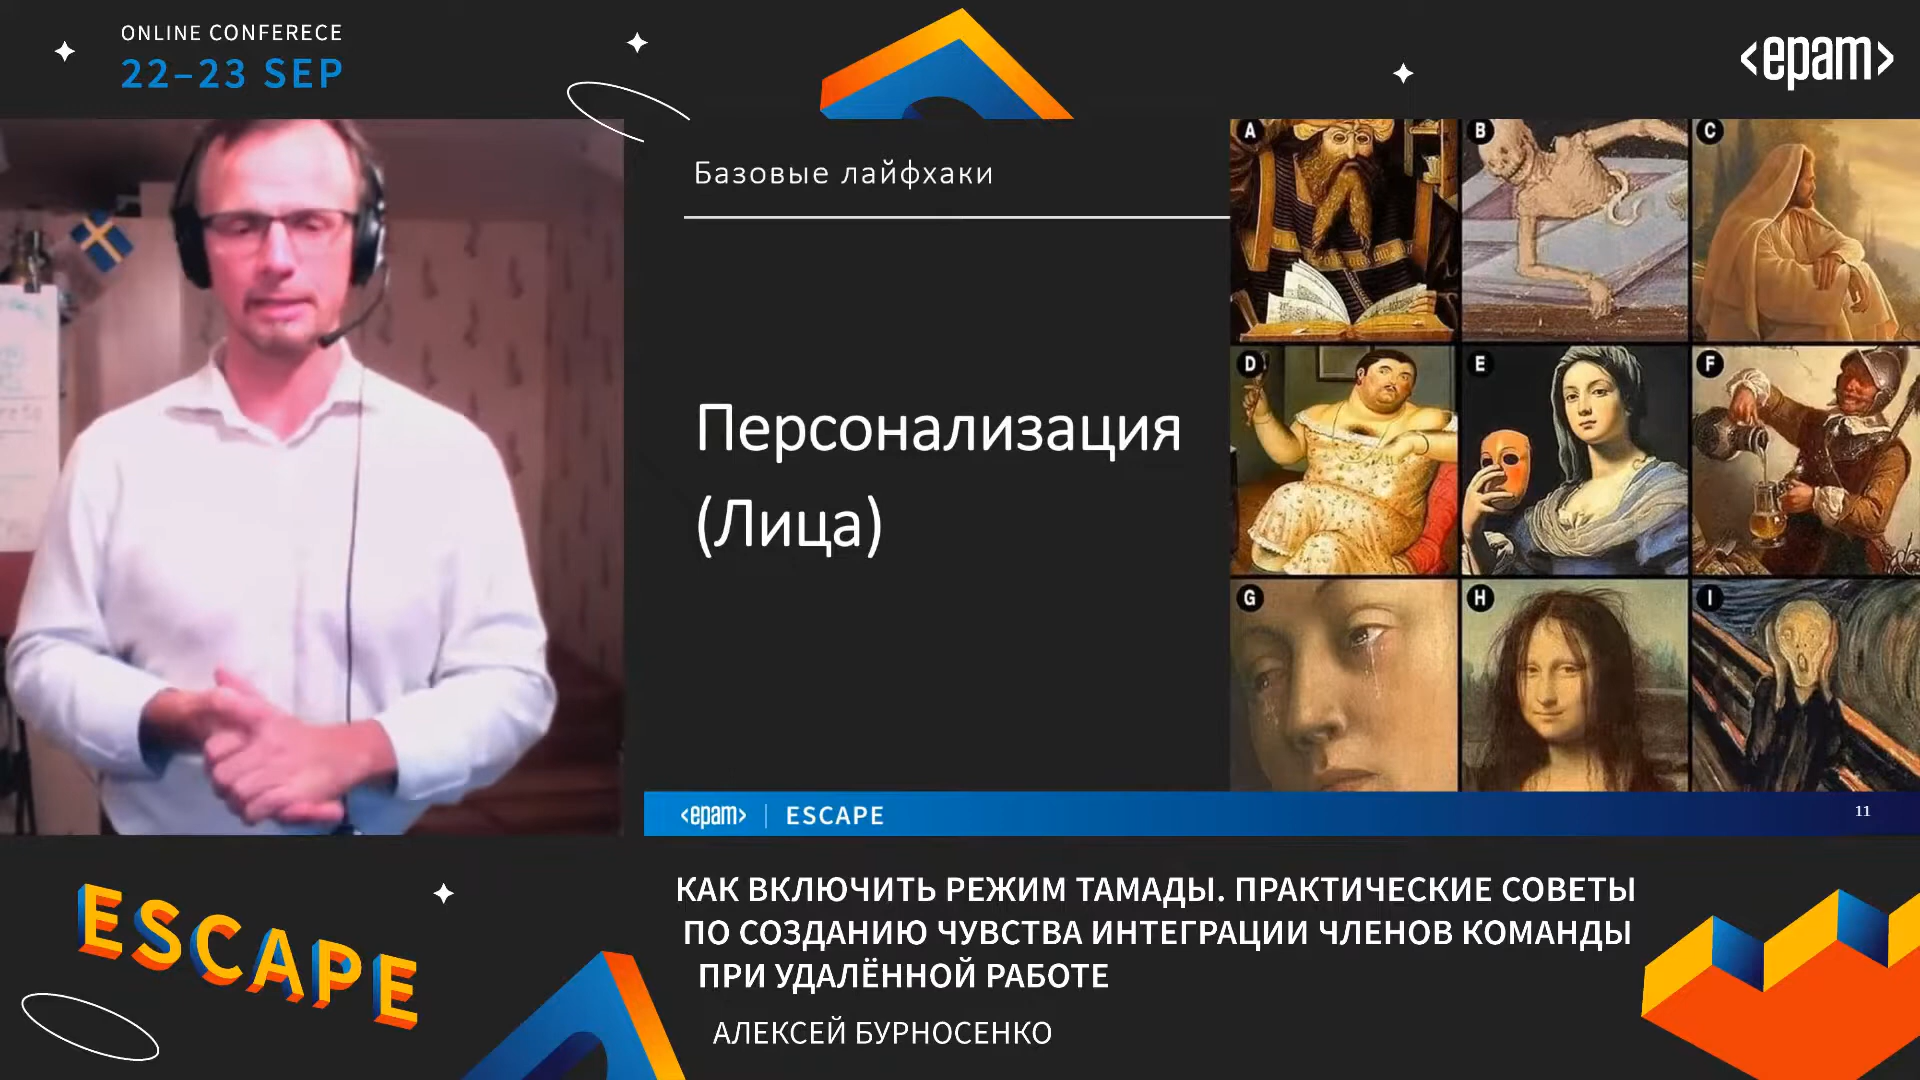 ONLINE CONFERECE
22–23 SEP
<epam>
Базовые лайфхаки
Персонализация
(Лица)
A
B
C
D
E
F
G
H
I
<epam> | ESCAPE
11
ESCAPE
КАК ВКЛЮЧИТЬ РЕЖИМ ТАМАДЫ. ПРАКТИЧЕСКИЕ СОВЕТЫ
ПО СОЗДАНИЮ ЧУВСТВА ИНТЕГРАЦИИ ЧЛЕНОВ КОМАНДЫ
ПРИ УДАЛЁННОЙ РАБОТЕ
АЛЕКСЕЙ БУРНОСЕНКО